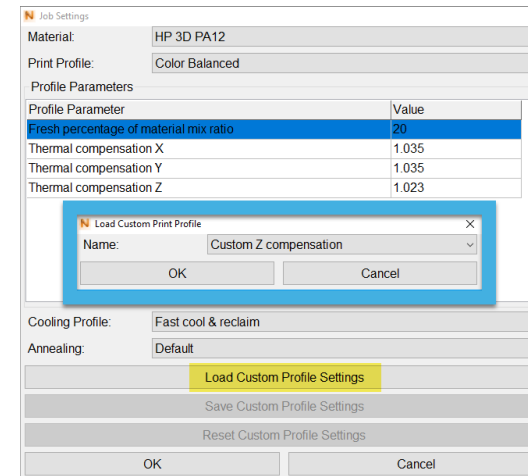 Job Settings
Material: HP 3D PA12
Print Profile: Color Balanced
Profile Parameters
Profile Parameter Value
Fresh percentage of material mix ratio 20
Thermal compensation X 1.035
Thermal compensation Y 1.035
Thermal compensation Z 1.023
Load Custom Print Profile
Name: Custom Z compensation
OK Cancel
Cooling Profile: Fast cool & reclaim
Annealing: Default
Load Custom Profile Settings
Save Custom Profile Settings
Reset Custom Profile Settings
OK Cancel